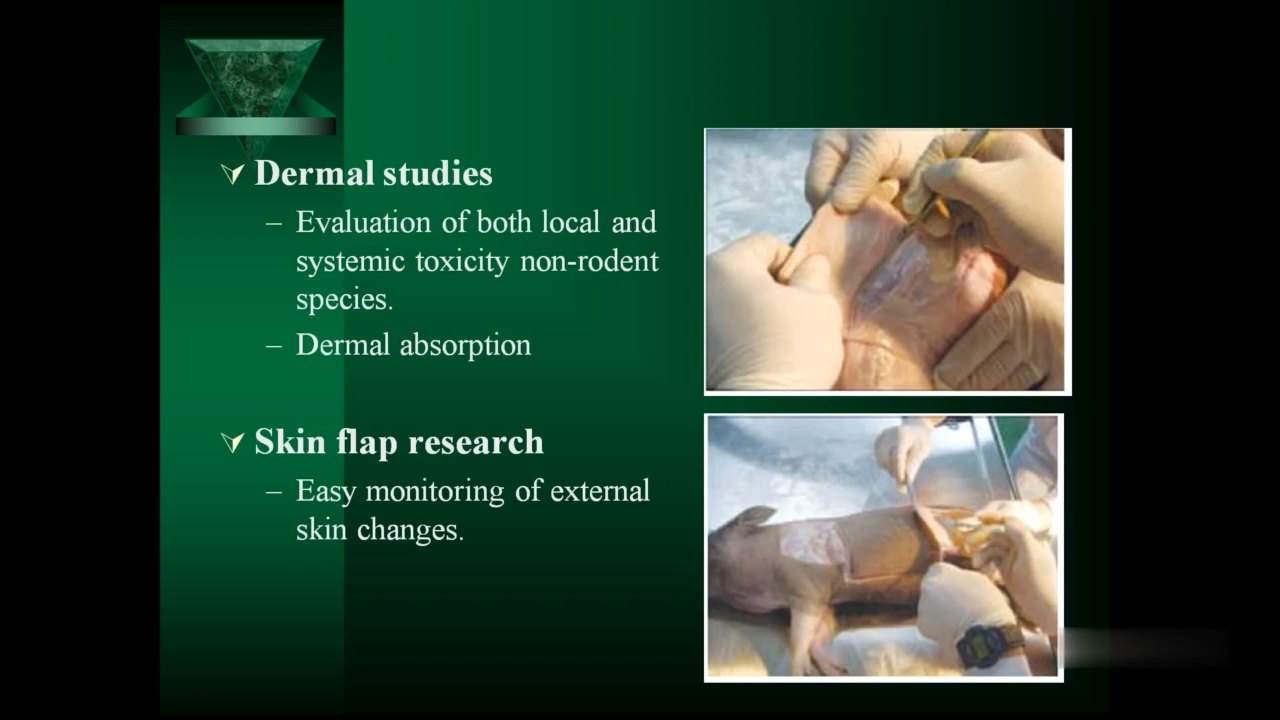 Dermal studies
– Evaluation of both local and
systemic toxicity non-rodent
species.
– Dermal absorption
Skin flap research
– Easy monitoring of external
skin changes.